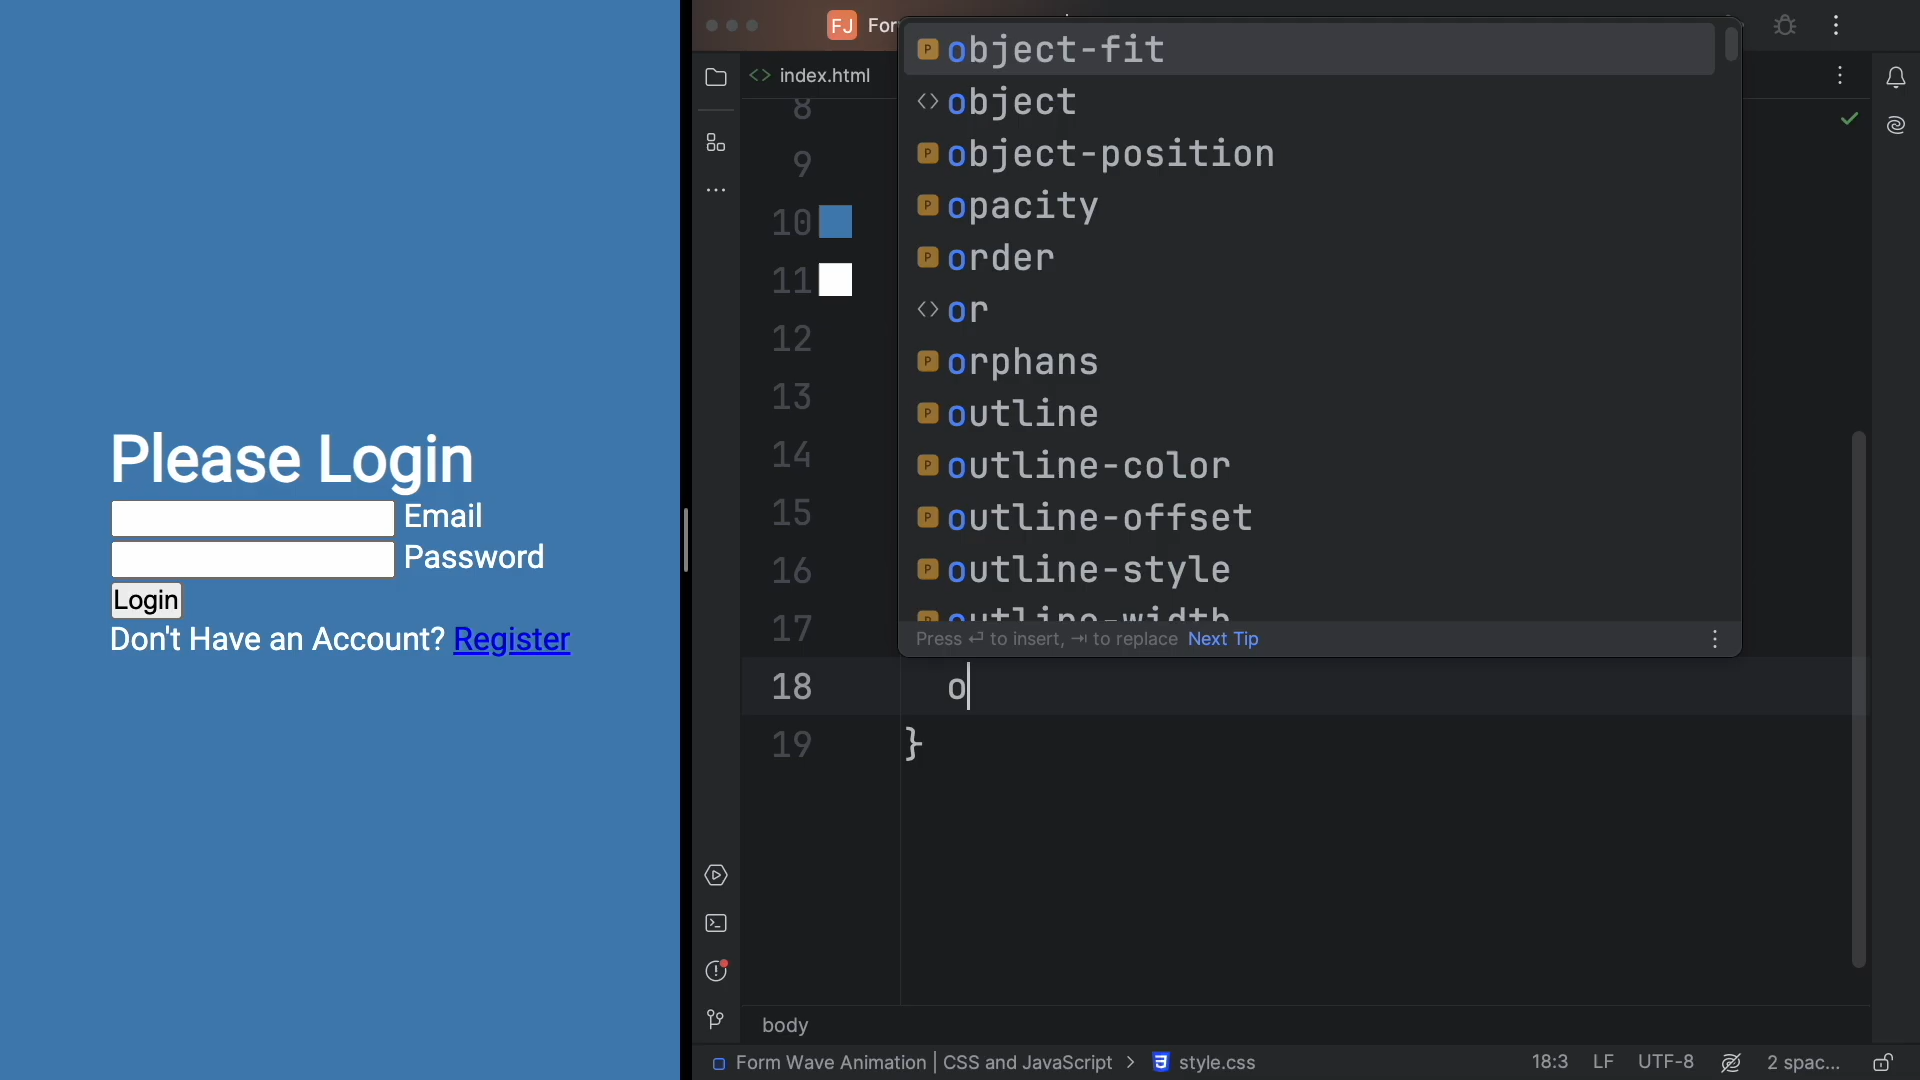 Please Login
Email
Password
Login
Don't Have an Account? Register
FJ For
index.html
object-fit
object
object-position
opacity
order
or
orphans
outline
outline-color
outline-offset
outline-style
outline-width
Press ⏎ to insert, ⇥ to replace Next Tip
8
9
10
11
12
13
14
15
16
17
18 o
19 }
body
Form Wave Animation | CSS and JavaScript > style.css 18:3 LF UTF-8 2 spac...